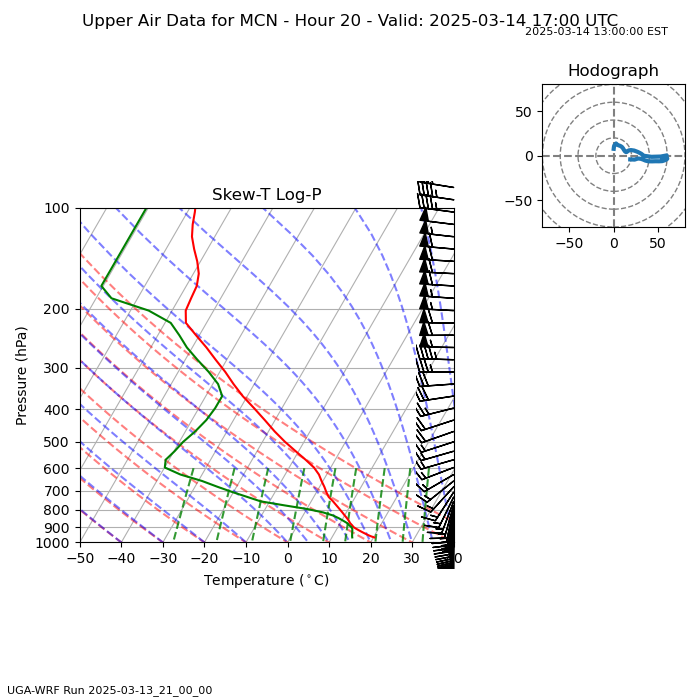 Upper Air Data for MCN - Hour 20 - Valid: 2025-03-14 17:00 UTC
2025-03-14 13:00:00 EST
Hodograph
50
0
−50
−50 0 50
Skew-T Log-P
100
200
300
400
500
600
700
800
900
1000
Pressure (hPa)
−50 −40 −30 −20 −10 0 10 20 30
Temperature (°C)
UGA-WRF Run 2025-03-13_21_00_00